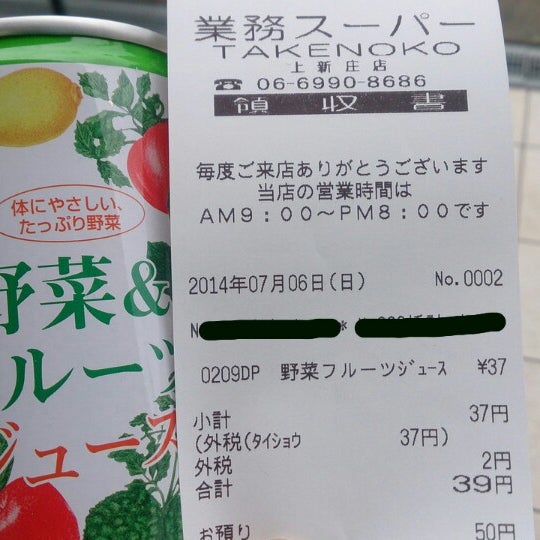 体にやさしい、
たっぷり野菜
野菜&
フルーツ
ジュース
業務スーパー
TAKENOKO
上新庄店
☎ 06-6990-8686
領収書
毎度ご来店ありがとうございます
当店の営業時間は
AM9:00〜PM8:00です
2014年07月06日(日) No.0002
0209DP 野菜フルーツジュース ¥37
小計 37円
(外税(タイショウ 37円)
外税 2円
合計 39円
お預り 50円